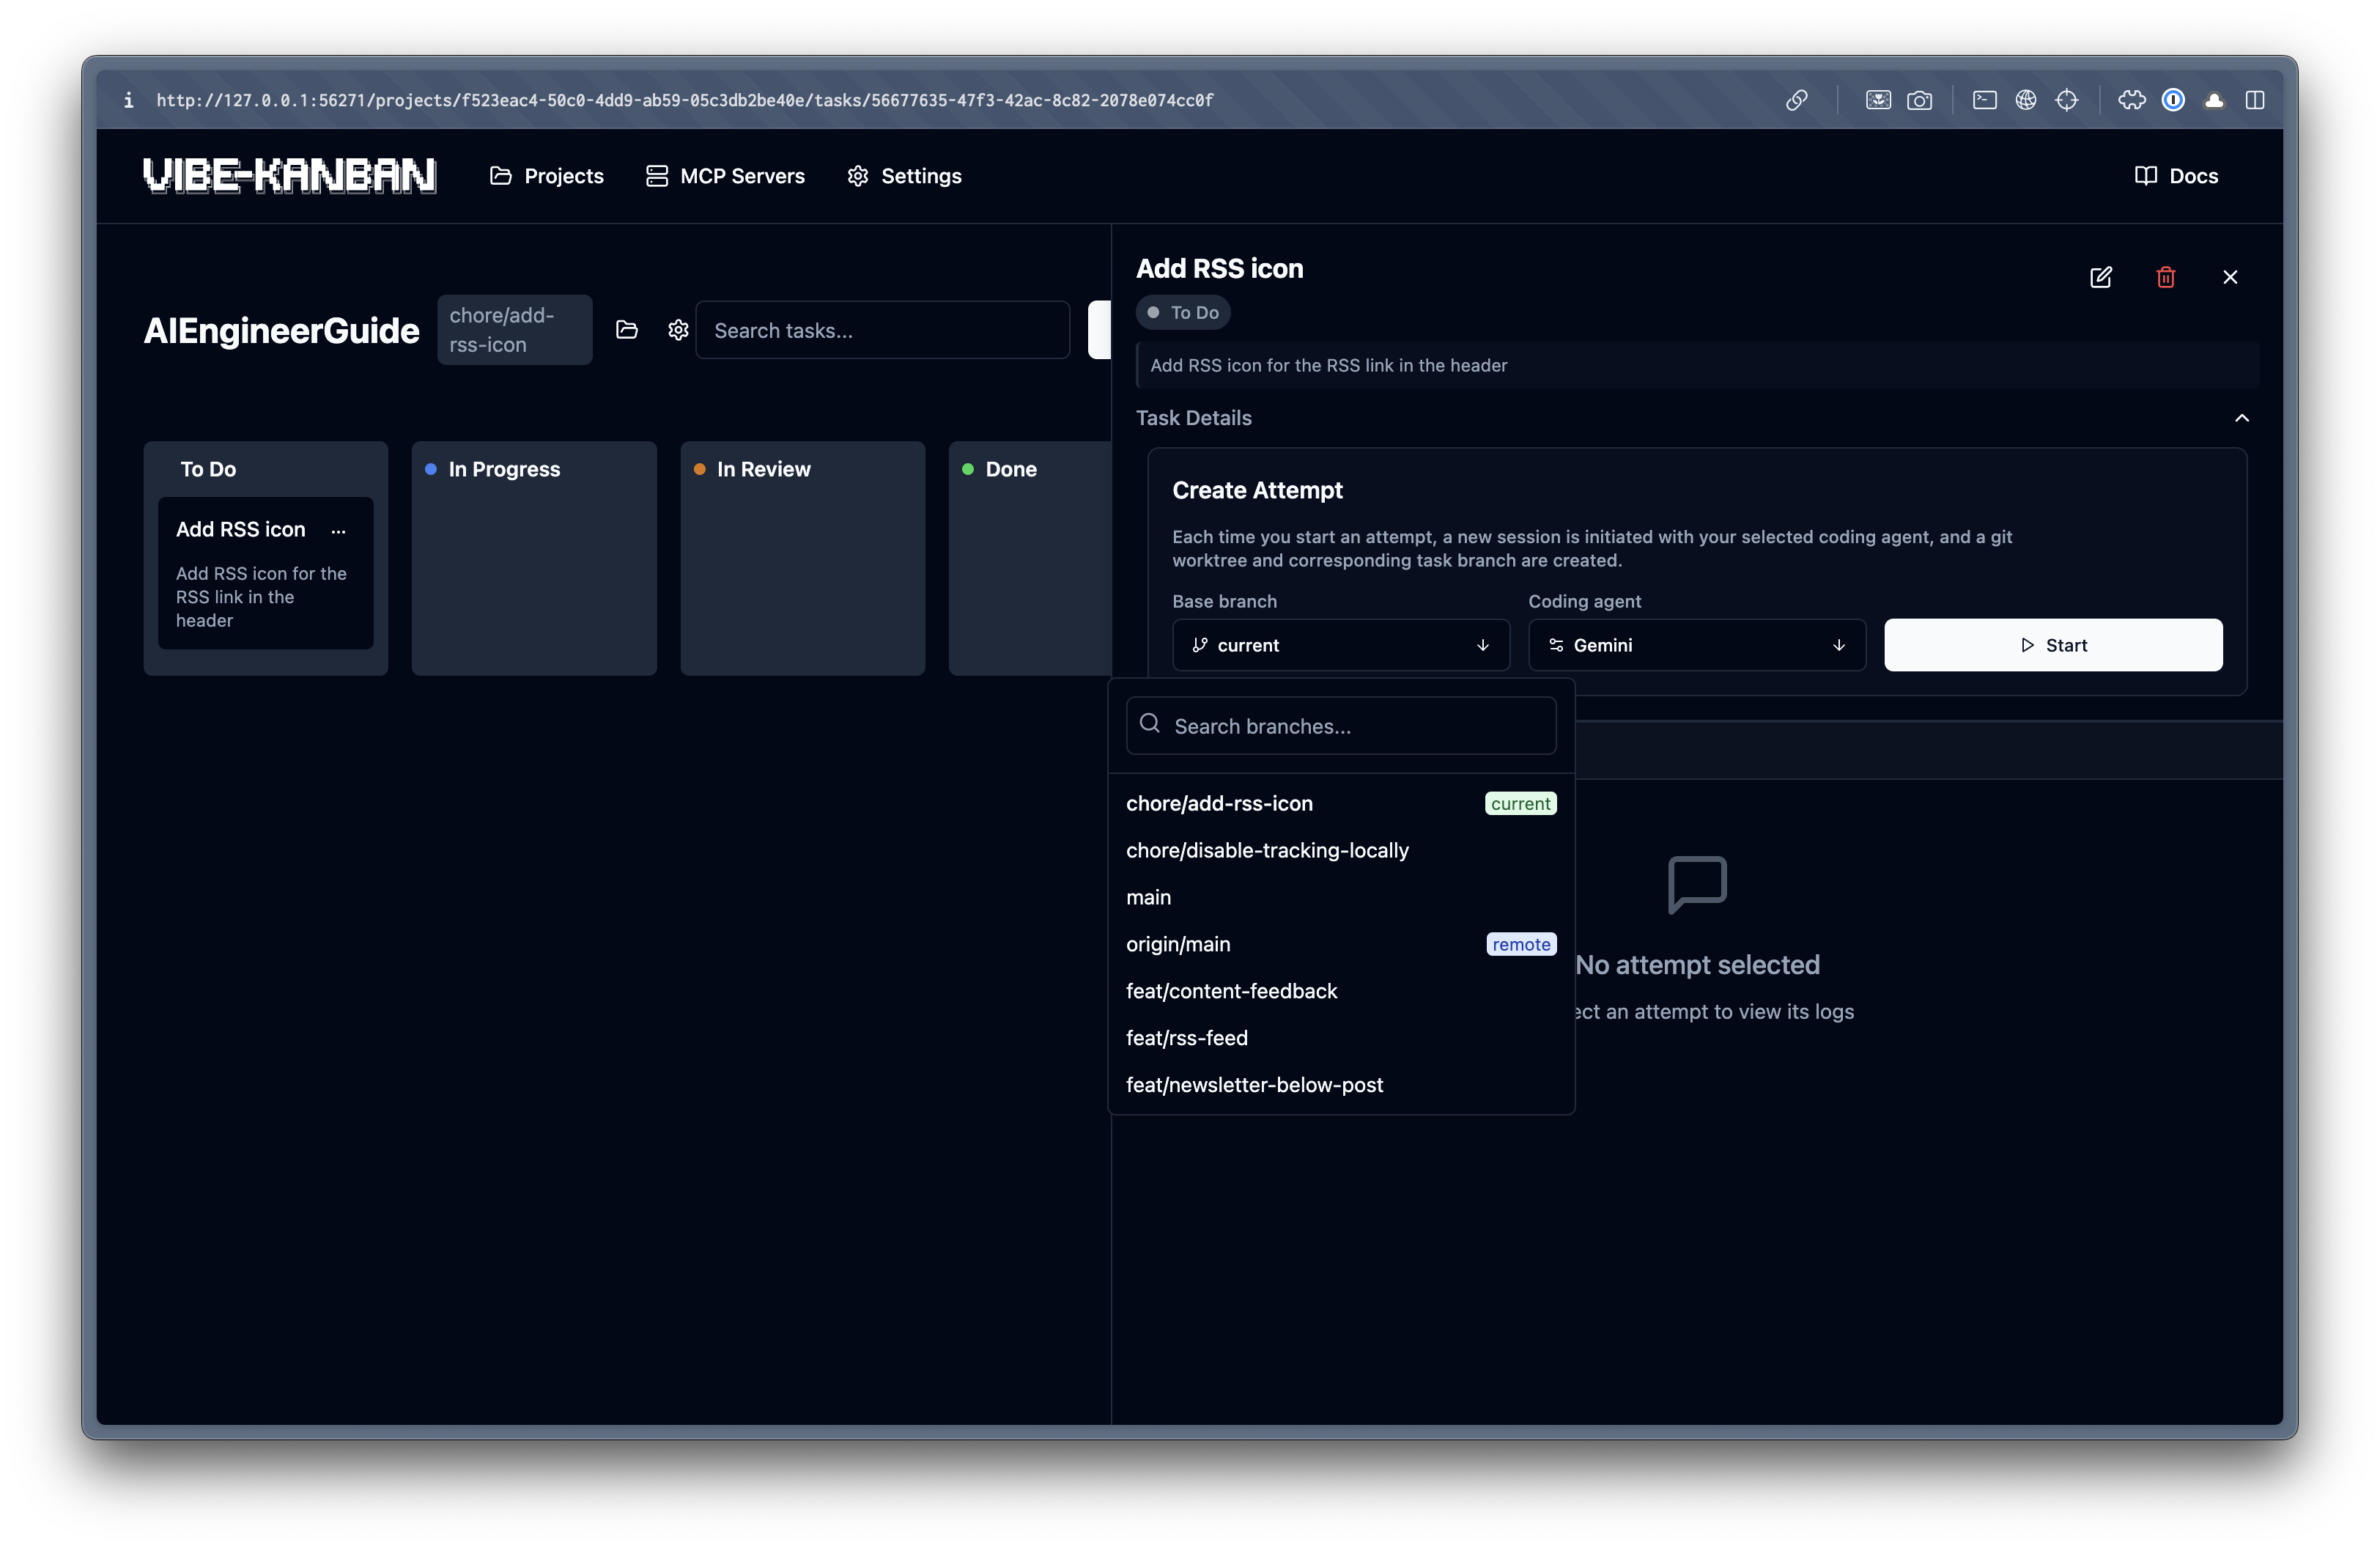 http://127.0.0.1:56271/projects/f523eac4-50c0-4dd9-ab59-05c3db2be40e/tasks/56677635-47f3-42ac-8c82-2078e074cc0f
VIBE-KANBAN
Projects
MCP Servers
Settings
Docs
AIEngineerGuide
chore/add-
rss-icon
Search tasks...
To Do
Add RSS icon
...
Add RSS icon for the
RSS link in the
header
In Progress
In Review
Done
Add RSS icon
To Do
Add RSS icon for the RSS link in the header
Task Details
Create Attempt
Each time you start an attempt, a new session is initiated with your selected coding agent, and a git
worktree and corresponding task branch are created.
Base branch
Coding agent
current
Gemini
Start
Search branches...
chore/add-rss-icon
current
chore/disable-tracking-locally
main
origin/main
remote
feat/content-feedback
feat/rss-feed
feat/newsletter-below-post
No attempt selected
ect an attempt to view its logs